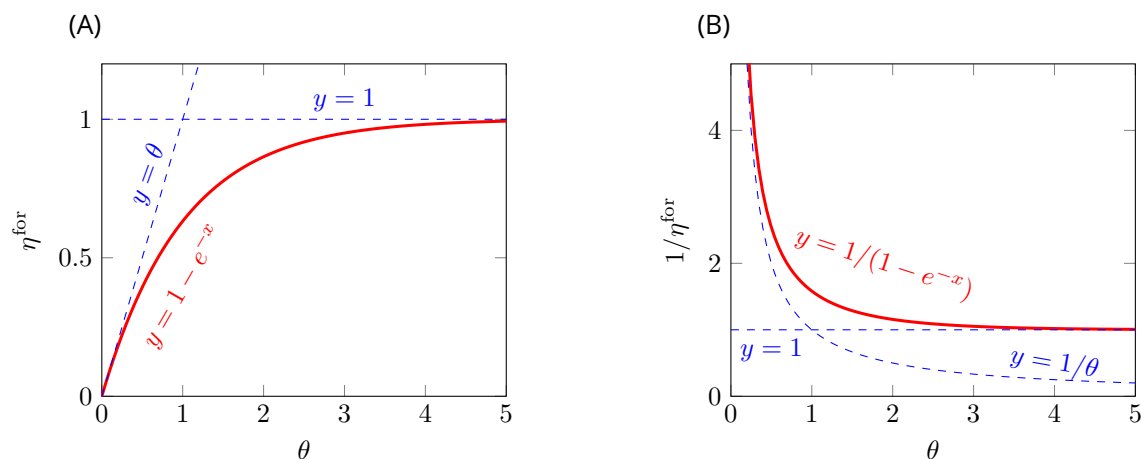 (A)
y = 1
y = θ
y = 1 − e^{−x}
η^{for}
1
0.5
0
0 1 2 3 4 5
θ
(B)
4
2
0
1/η^{for}
y = 1/(1 − e^{−x})
y = 1
y = 1/θ
0 1 2 3 4 5
θ